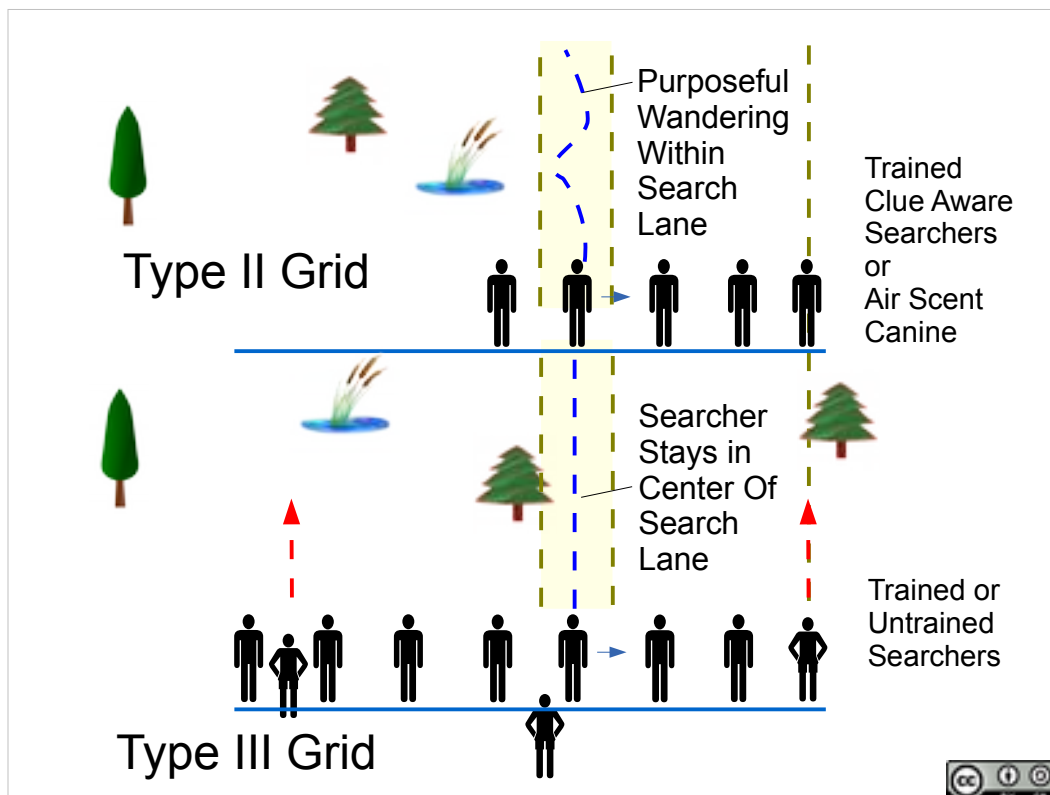 Purposeful
Wandering
Within
Search
Lane
Trained
Clue Aware
Searchers
or
Air Scent
Canine
Type II Grid
Searcher
Stays in
Center Of
Search
Lane
Trained or
Untrained
Searchers
Type III Grid
cc